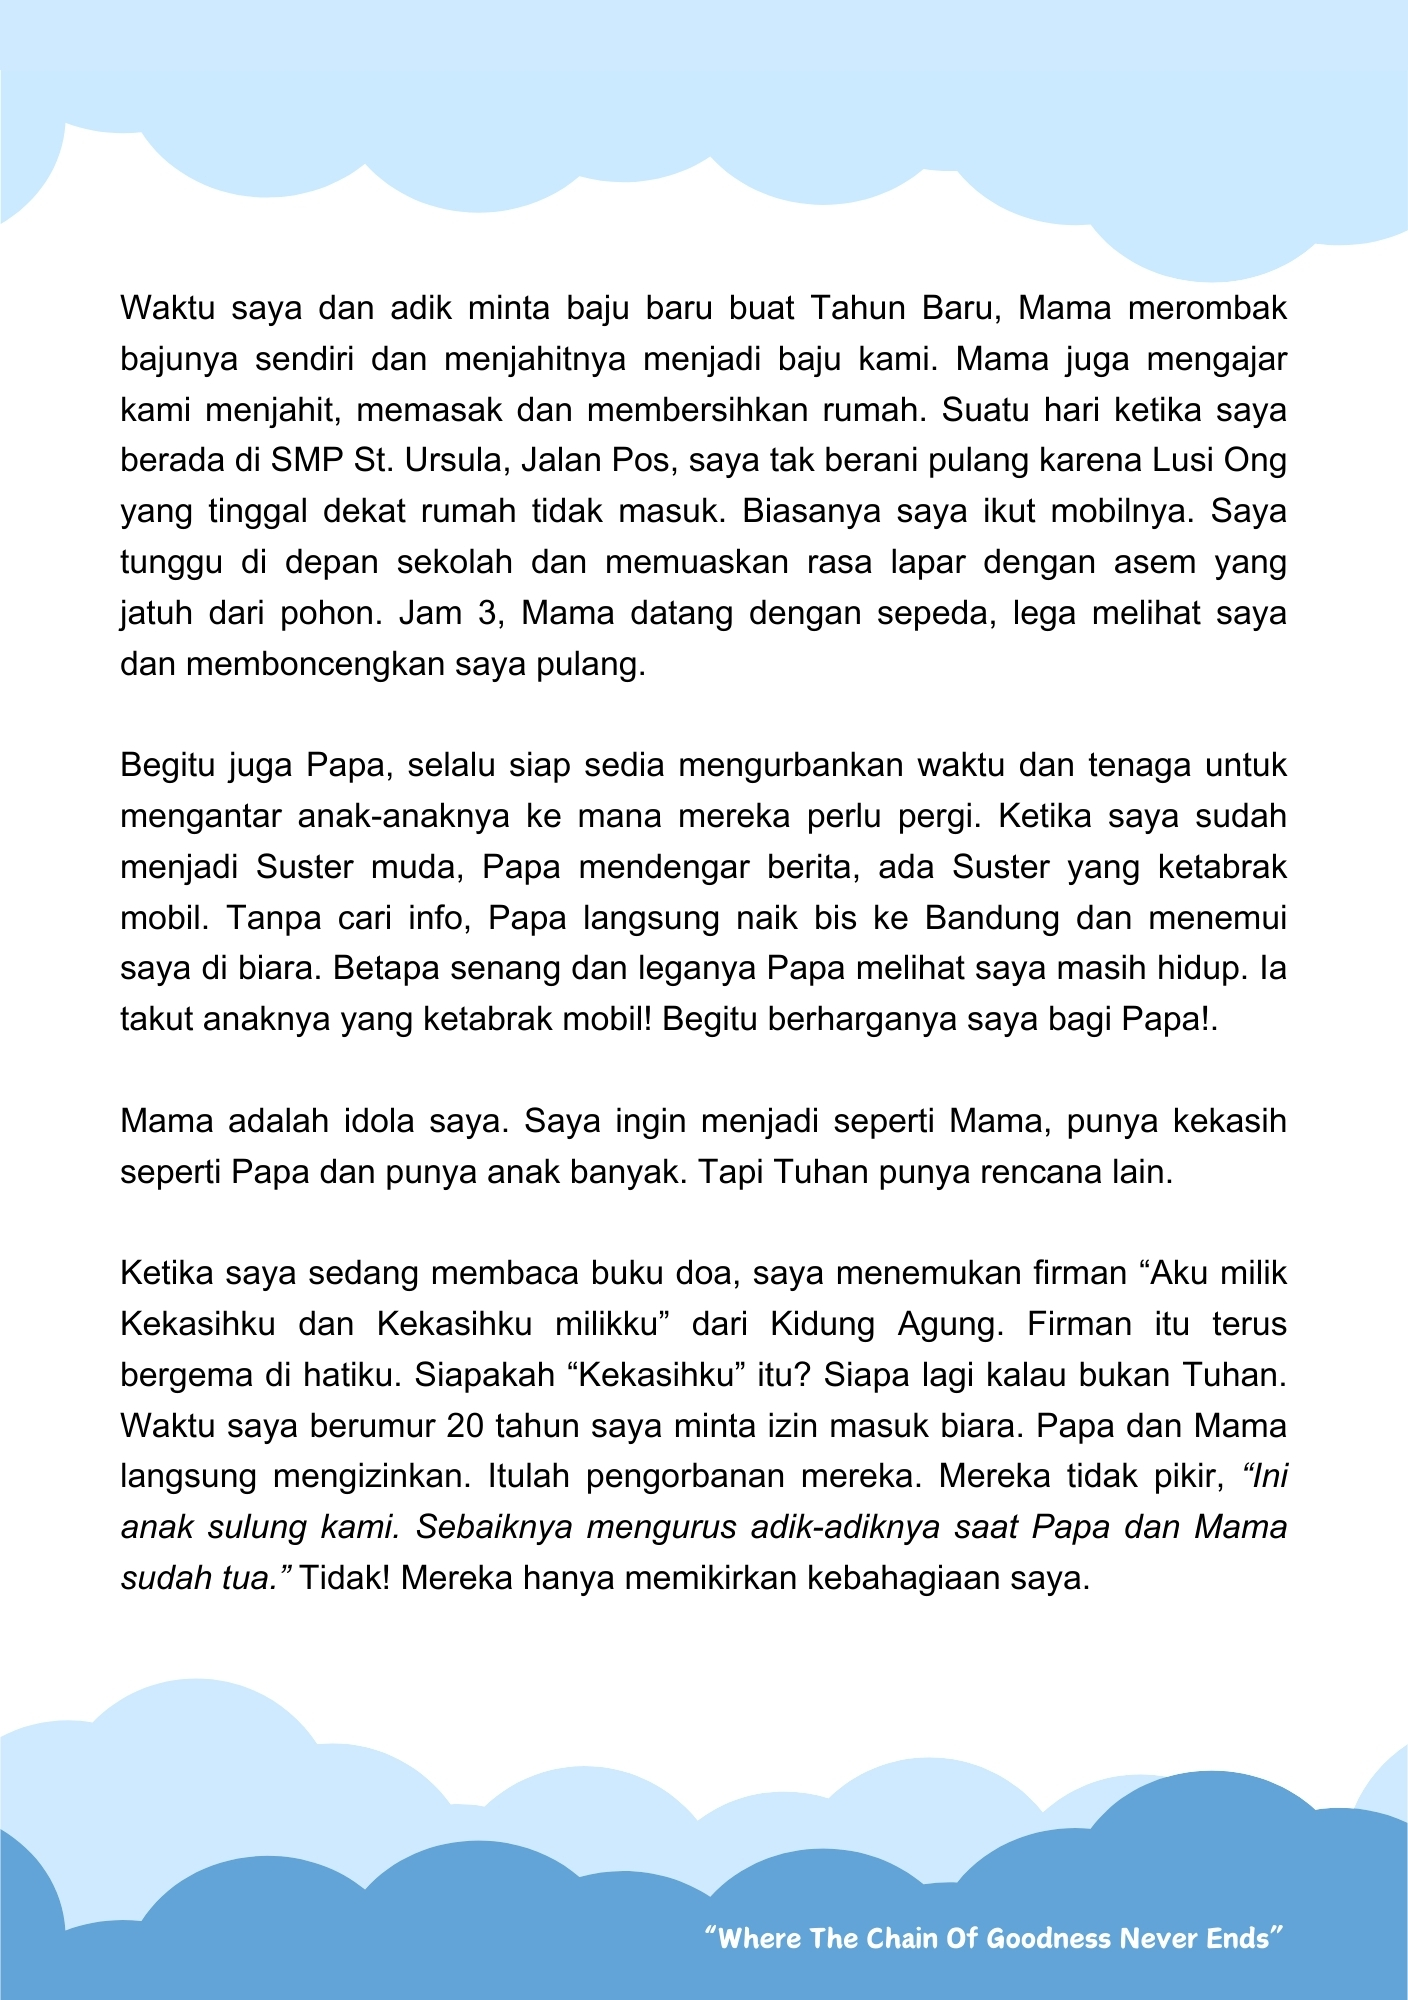 Waktu saya dan adik minta baju baru buat Tahun Baru, Mama merombak
bajunya sendiri dan menjahitnya menjadi baju kami. Mama juga mengajar
kami menjahit, memasak dan membersihkan rumah. Suatu hari ketika saya
berada di SMP St. Ursula, Jalan Pos, saya tak berani pulang karena Lusi Ong
yang tinggal dekat rumah tidak masuk. Biasanya saya ikut mobilnya. Saya
tunggu di depan sekolah dan memuaskan rasa lapar dengan asem yang
jatuh dari pohon. Jam 3, Mama datang dengan sepeda, lega melihat saya
dan memboncengkan saya pulang.

Begitu juga Papa, selalu siap sedia mengurbankan waktu dan tenaga untuk
mengantar anak-anaknya ke mana mereka perlu pergi. Ketika saya sudah
menjadi Suster muda, Papa mendengar berita, ada Suster yang ketabrak
mobil. Tanpa cari info, Papa langsung naik bis ke Bandung dan menemui
saya di biara. Betapa senang dan leganya Papa melihat saya masih hidup. Ia
takut anaknya yang ketabrak mobil! Begitu berharganya saya bagi Papa!.

Mama adalah idola saya. Saya ingin menjadi seperti Mama, punya kekasih
seperti Papa dan punya anak banyak. Tapi Tuhan punya rencana lain.

Ketika saya sedang membaca buku doa, saya menemukan firman “Aku milik
Kekasihku dan Kekasihku milikku” dari Kidung Agung. Firman itu terus
bergema di hatiku. Siapakah “Kekasihku” itu? Siapa lagi kalau bukan Tuhan.
Waktu saya berumur 20 tahun saya minta izin masuk biara. Papa dan Mama
langsung mengizinkan. Itulah pengorbanan mereka. Mereka tidak pikir, “Ini
anak sulung kami. Sebaiknya mengurus adik-adiknya saat Papa dan Mama
sudah tua.” Tidak! Mereka hanya memikirkan kebahagiaan saya.

“Where The Chain Of Goodness Never Ends”